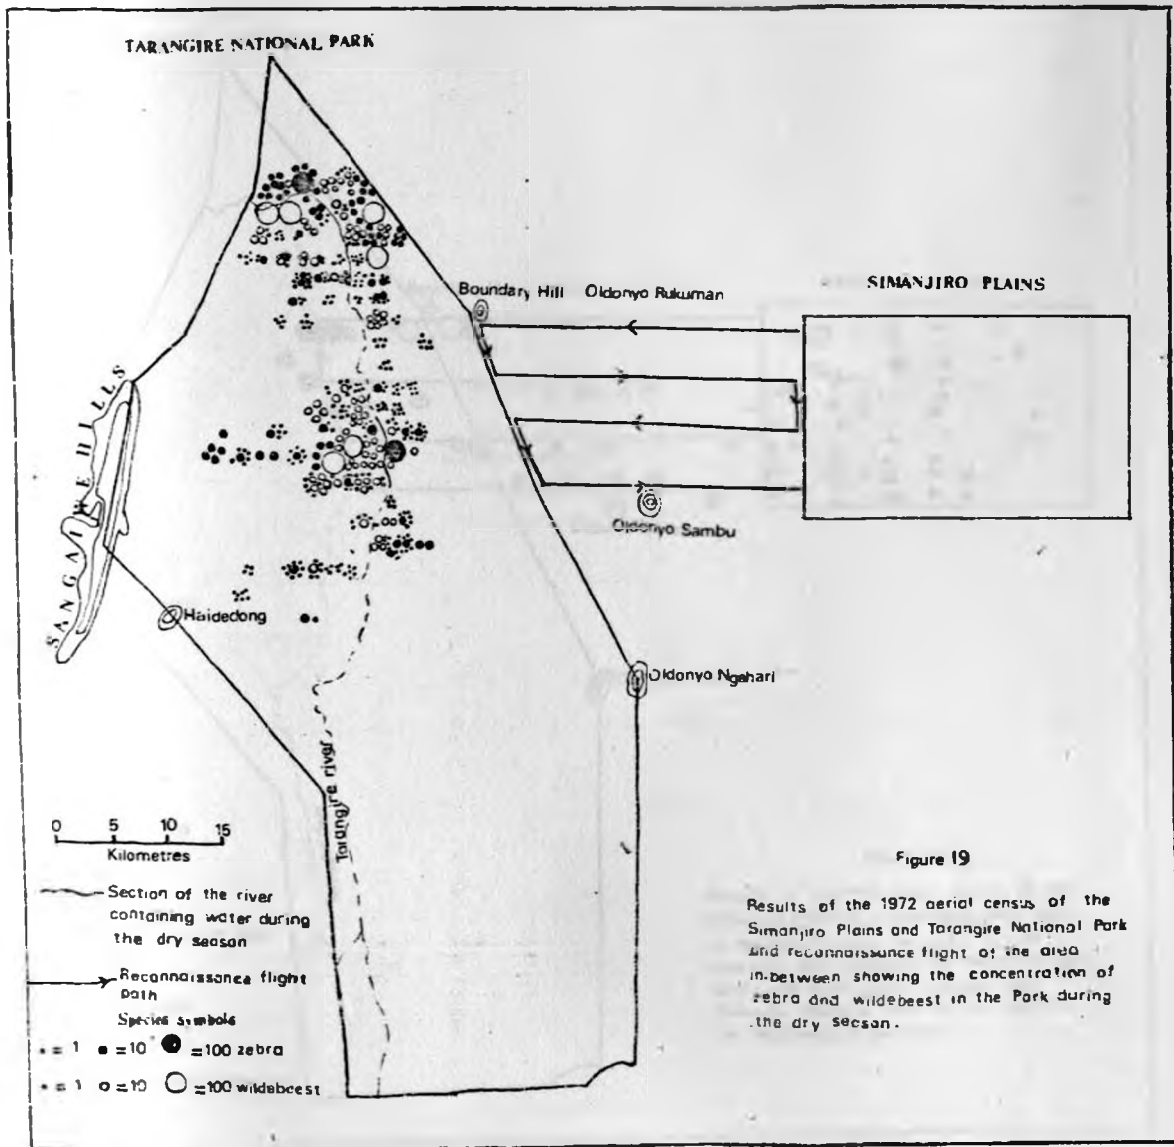 TARANGIRE NATIONAL PARK
Boundary Hill Oldonyo Rukuman
SIMANJIRO PLAINS
SANGAIWE HILLS
Oldonyo Sambu
Haidedong
Oldonyo Ngahari
Tarangire river
0 5 10 15
Kilometres
Section of the river
containing water during
the dry season
Reconnaissance flight
path
Species symbols
= 1 = 10 = 100 zebra
= 1 = 10 = 100 wildebeest
Figure 19
Results of the 1972 aerial census of the
Simanjiro Plains and Tarangire National Park
and reconnaissance flight of the area
in-between showing the concentration of
zebra and wildebeest in the Park during
the dry season.